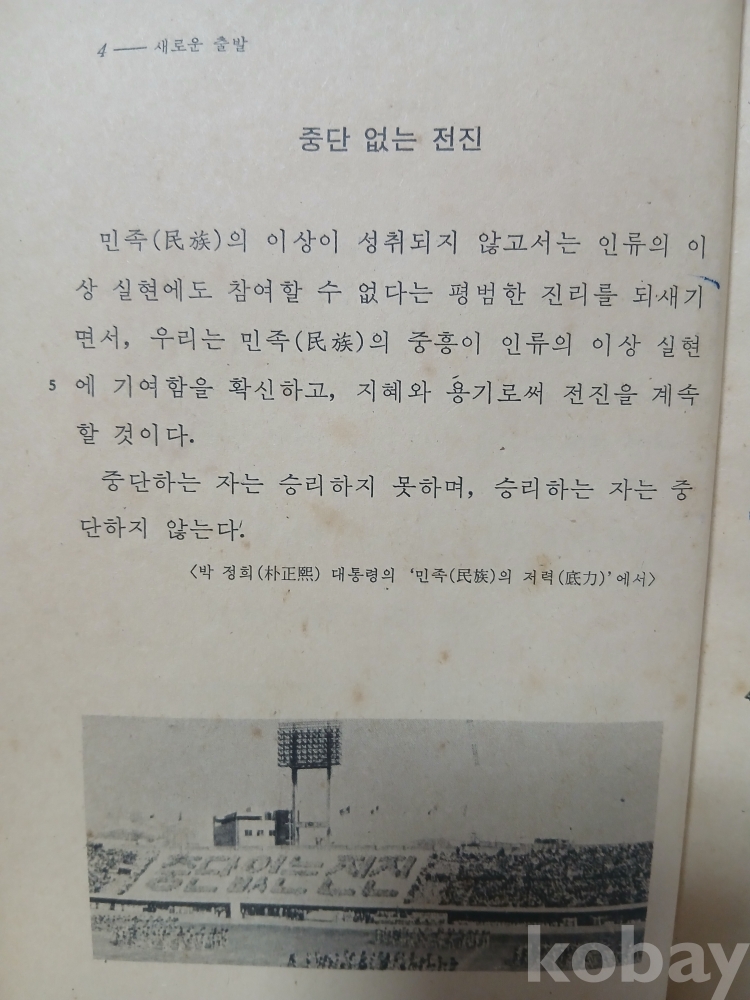 4 — 새로운 출발
중단 없는 전진
민족(民族)의 이상이 성취되지 않고서는 인류의 이
상 실현에도 참여할 수 없다는 평범한 진리를 되새기
면서, 우리는 민족(民族)의 중흥이 인류의 이상 실현
5 에 기여함을 확신하고, 지혜와 용기로써 전진을 계속
할 것이다.
중단하는 자는 승리하지 못하며, 승리하는 자는 중
단하지 않는다.
〈박 정희(朴正熙) 대통령의 ‘민족(民族)의 저력(底力)’에서〉
중단없는 전진
kobay